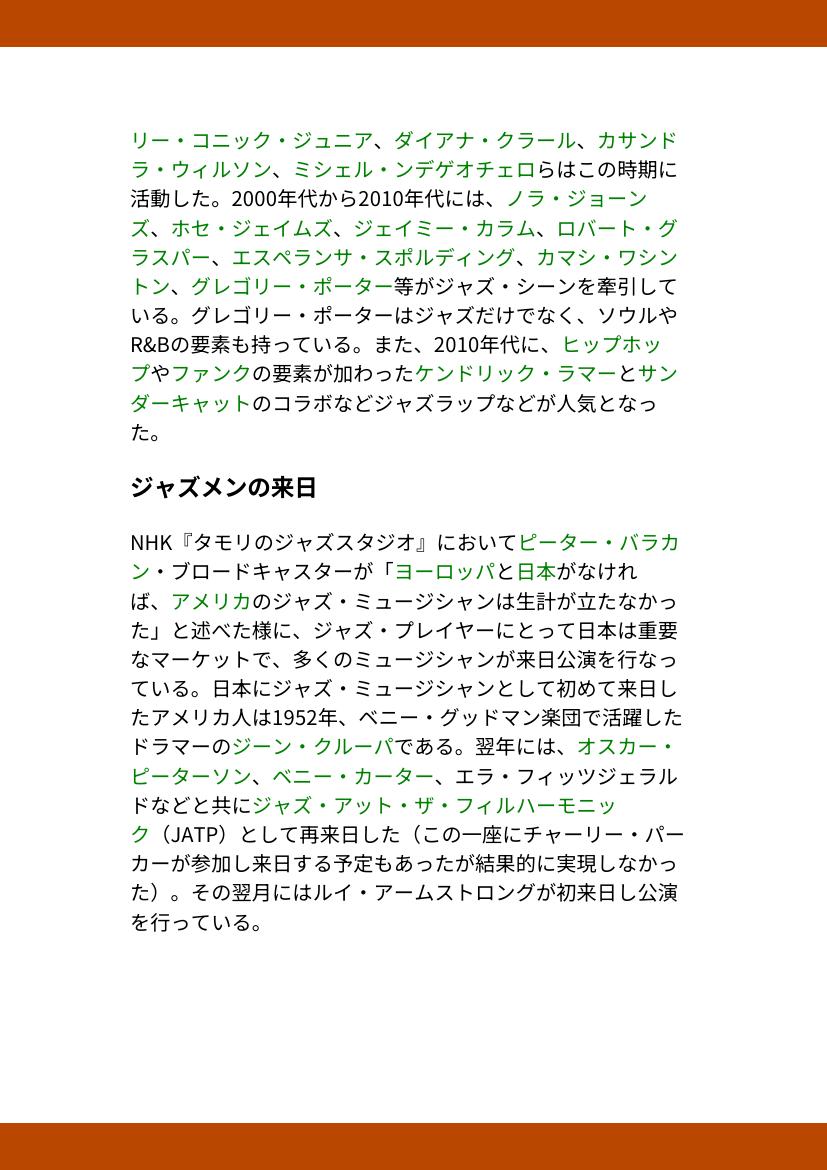 リー・コニック・ジュニア、ダイアナ・クラール、カサンド
ラ・ウィルソン、ミシェル・ンデゲオチェロらはこの時期に
活動した。2000年代から2010年代には、ノラ・ジョーン
ズ、ホセ・ジェイムズ、ジェイミー・カラム、ロバート・グ
ラスパー、エスペランサ・スポルディング、カマシ・ワシン
トン、グレゴリー・ポーター等がジャズ・シーンを牽引して
いる。グレゴリー・ポーターはジャズだけでなく、ソウルや
R&Bの要素も持っている。また、2010年代に、ヒップホッ
プやファンクの要素が加わったケンドリック・ラマーとサン
ダーキャットのコラボなどジャズラップなどが人気となっ
た。
ジャズメンの来日
NHK『タモリのジャズスタジオ』においてピーター・バラカ
ン・ブロードキャスターが「ヨーロッパと日本がなけれ
ば、アメリカのジャズ・ミュージシャンは生計が立たなかっ
た」と述べた様に、ジャズ・プレイヤーにとって日本は重要
なマーケットで、多くのミュージシャンが来日公演を行なっ
ている。日本にジャズ・ミュージシャンとして初めて来日し
たアメリカ人は1952年、ベニー・グッドマン楽団で活躍した
ドラマーのジーン・クルーパである。翌年には、オスカー・
ピーターソン、ベニー・カーター、エラ・フィッツジェラル
ドなどと共にジャズ・アット・ザ・フィルハーモニッ
ク（JATP）として再来日した（この一座にチャーリー・パー
カーが参加し来日する予定もあったが結果的に実現しなかっ
た）。その翌月にはルイ・アームストロングが初来日し公演
を行っている。